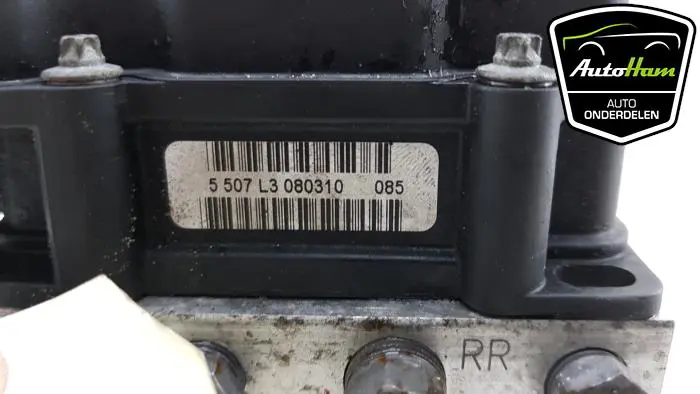 AutoHam
AUTO
ONDERDELEN
5 507 L3 080310 085
RR